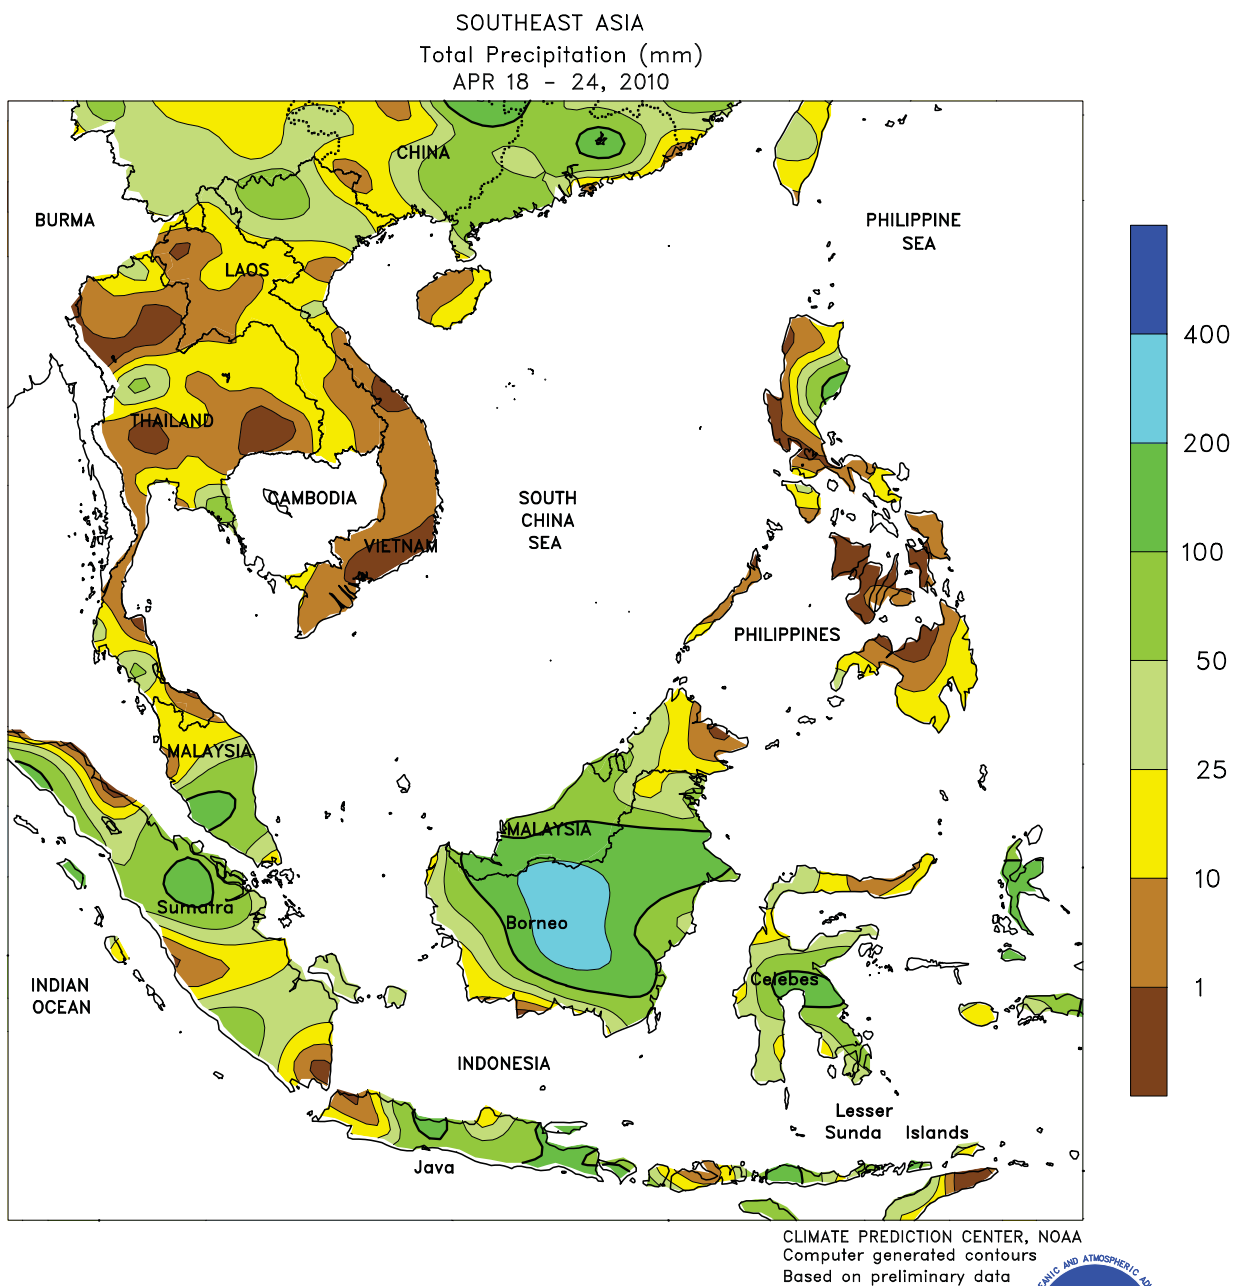 SOUTHEAST ASIA
Total Precipitation (mm)
APR 18 - 24, 2010
CHINA
BURMA
PHILIPPINE
SEA
LAOS
400
THAILAND
200
CAMBODIA
SOUTH
CHINA
SEA
VIETNAM
100
PHILIPPINES
50
MALAYSIA
25
MALAYSIA
10
Sumatra
Borneo
Celebes
INDIAN
OCEAN
1
INDONESIA
Lesser
Sunda Islands
Java
CLIMATE PREDICTION CENTER, NOAA
Computer generated contours
Based on preliminary data
AND ATMOSPHERIC